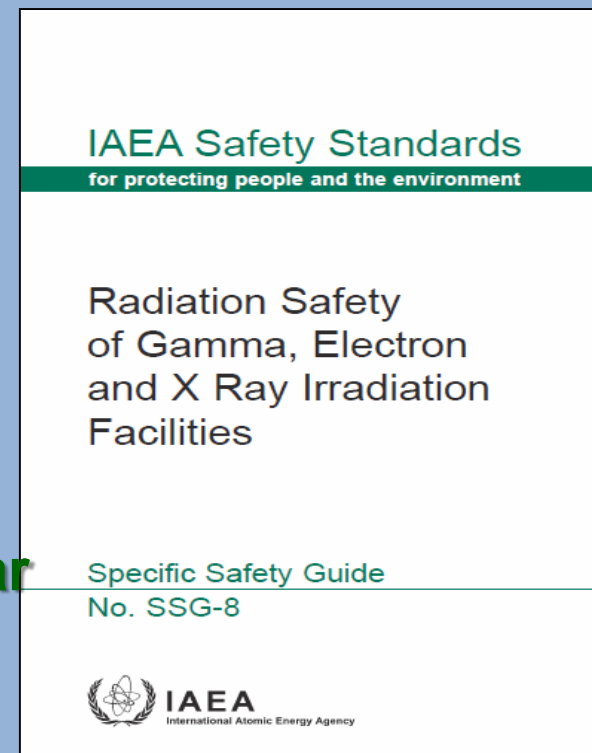 IAEA Safety Standards
for protecting people and the environment
Radiation Safety
of Gamma, Electron
and X Ray Irradiation
Facilities
ar
Specific Safety Guide
No. SSG-8
IAEA
International Atomic Energy Agency